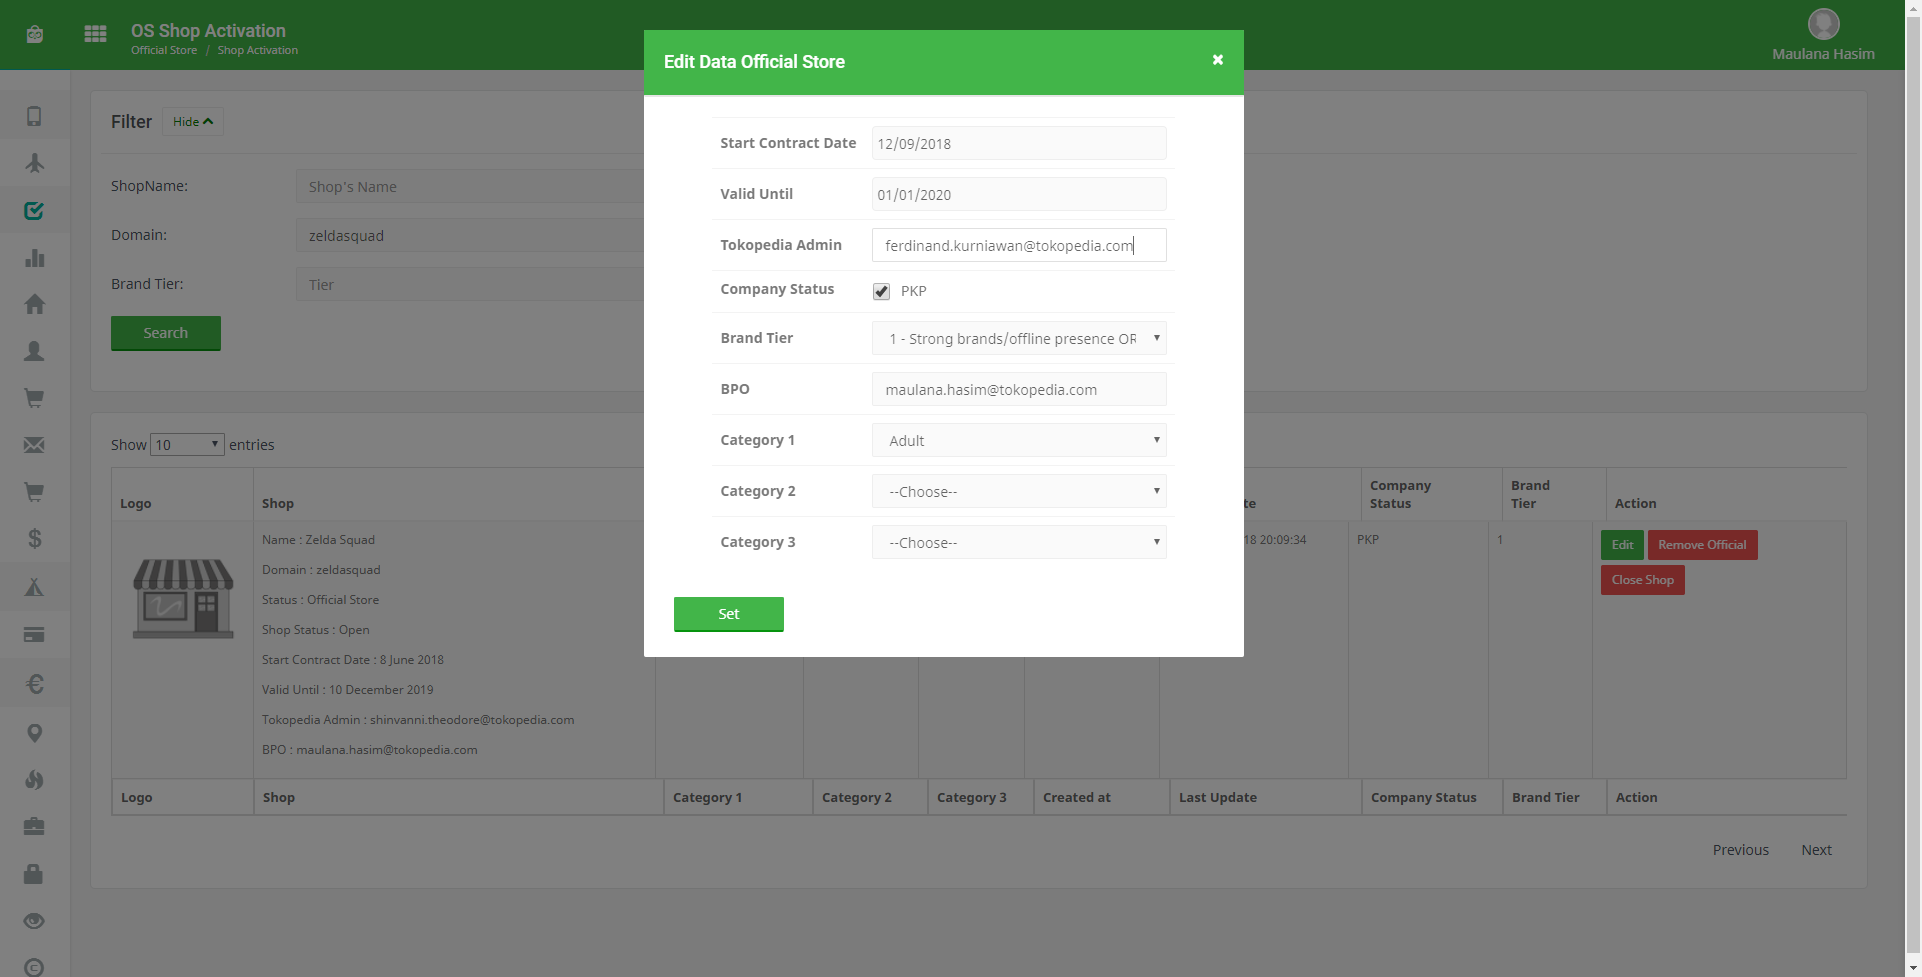 OS Shop Activation
Official Store / Shop Activation
Maulana Hasim
Edit Data Official Store
×
Start Contract Date 12/09/2018
Valid Until 01/01/2020
Tokopedia Admin ferdinand.kurniawan@tokopedia.com
Company Status PKP
Brand Tier 1 - Strong brands/offline presence OR
BPO maulana.hasim@tokopedia.com
Category 1 Adult
Category 2 --Choose--
Category 3 --Choose--
Set
Filter Hide
ShopName: Shop's Name
Domain: zeldasquad
Brand Tier: Tier
Search
Show 10 entries
Logo Shop te Company Status Brand Tier Action
Name : Zelda Squad
Domain : zeldasquad
Status : Official Store
Shop Status : Open
Start Contract Date : 8 June 2018
Valid Until : 10 December 2019
Tokopedia Admin : shinvanni.theodore@tokopedia.com
BPO : maulana.hasim@tokopedia.com
18 20:09:34 PKP 1 Edit Remove Official
Close Shop
Logo Shop Category 1 Category 2 Category 3 Created at Last Update Company Status Brand Tier Action
Previous Next